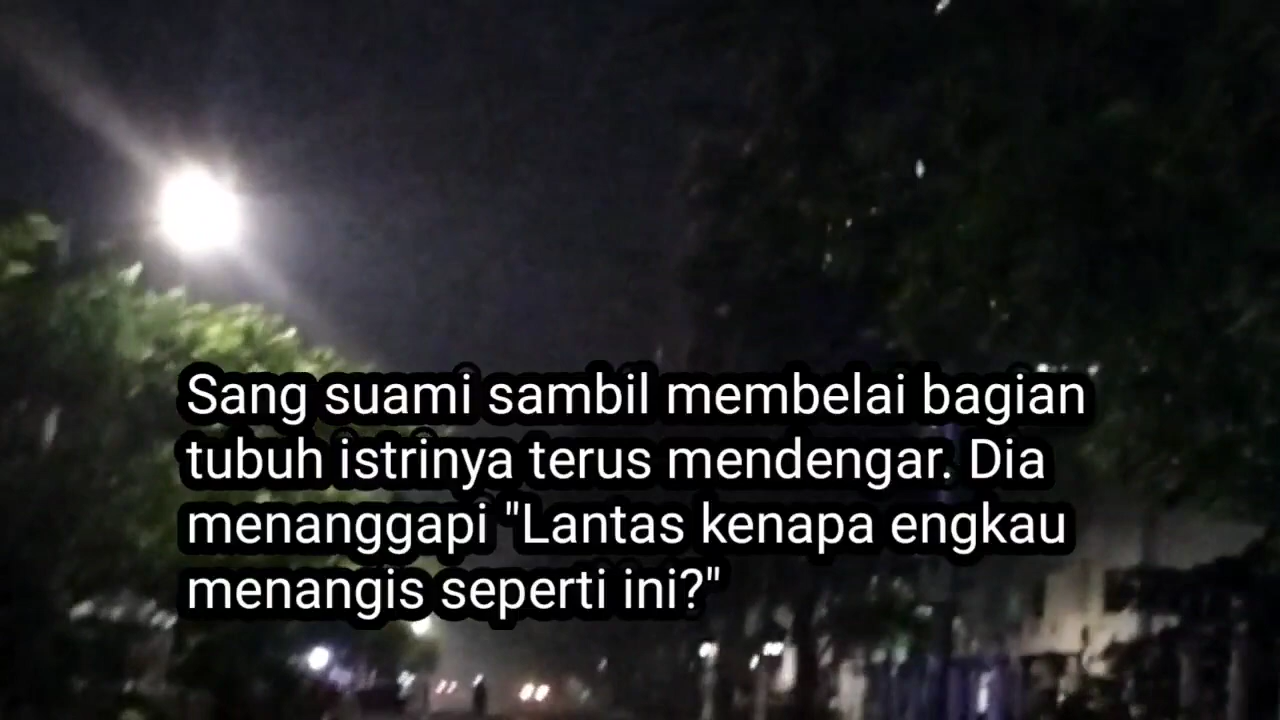 Sang suami sambil membelai bagian
tubuh istrinya terus mendengar. Dia
menanggapi "Lantas kenapa engkau
menangis seperti ini?"